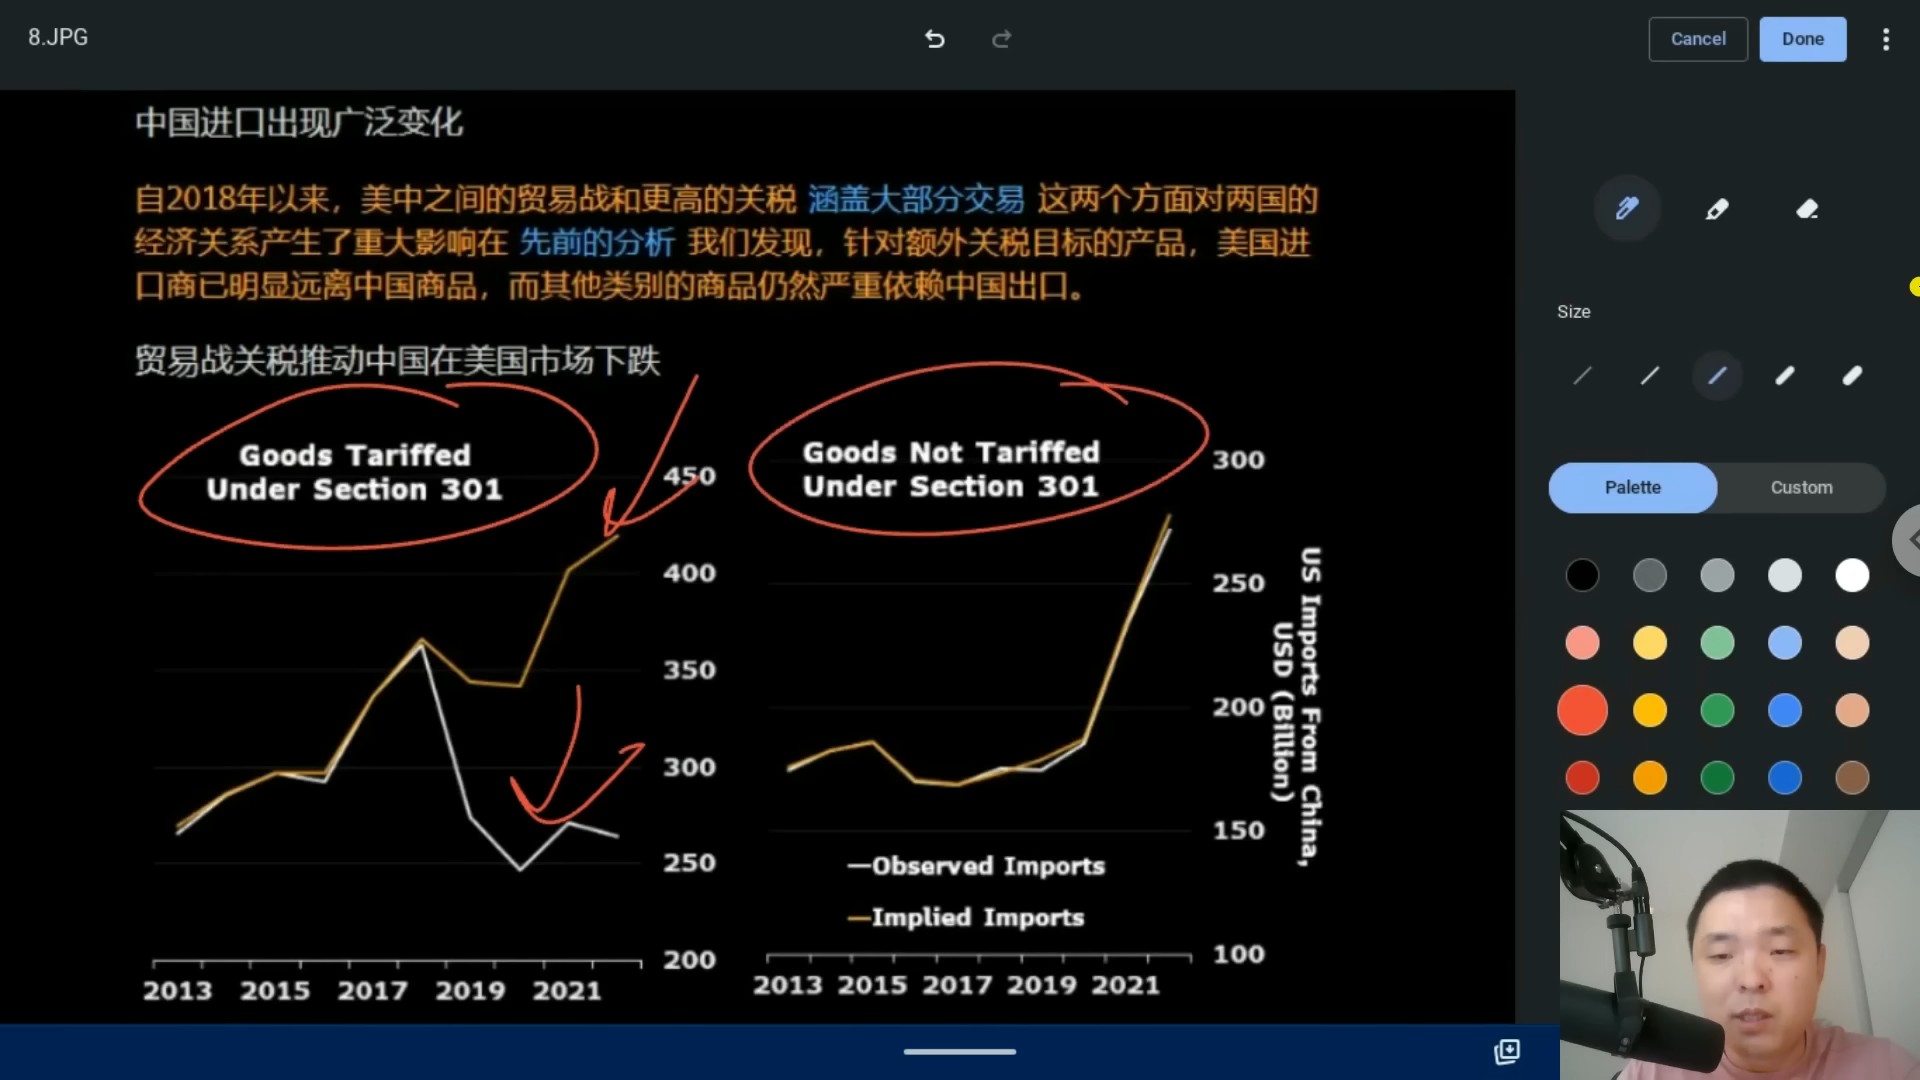 8.JPG
Cancel
Done
中国进口出现广泛变化
自2018年以来，美中之间的贸易战和更高的关税 涵盖大部分交易 这两个方面对两国的
经济关系产生了重大影响在 先前的分析 我们发现，针对额外关税目标的产品，美国进
口商已明显远离中国商品，而其他类别的商品仍然严重依赖中国出口。
贸易战关税推动中国在美国市场下跌
Goods Tariffed
Under Section 301
450
400
350
300
250
200
2013 2015 2017 2019 2021
Goods Not Tariffed
Under Section 301
300
250
200
150
100
US Imports From China,
USD (Billion)
Observed Imports
Implied Imports
2013 2015 2017 2019 2021
Size
Palette
Custom